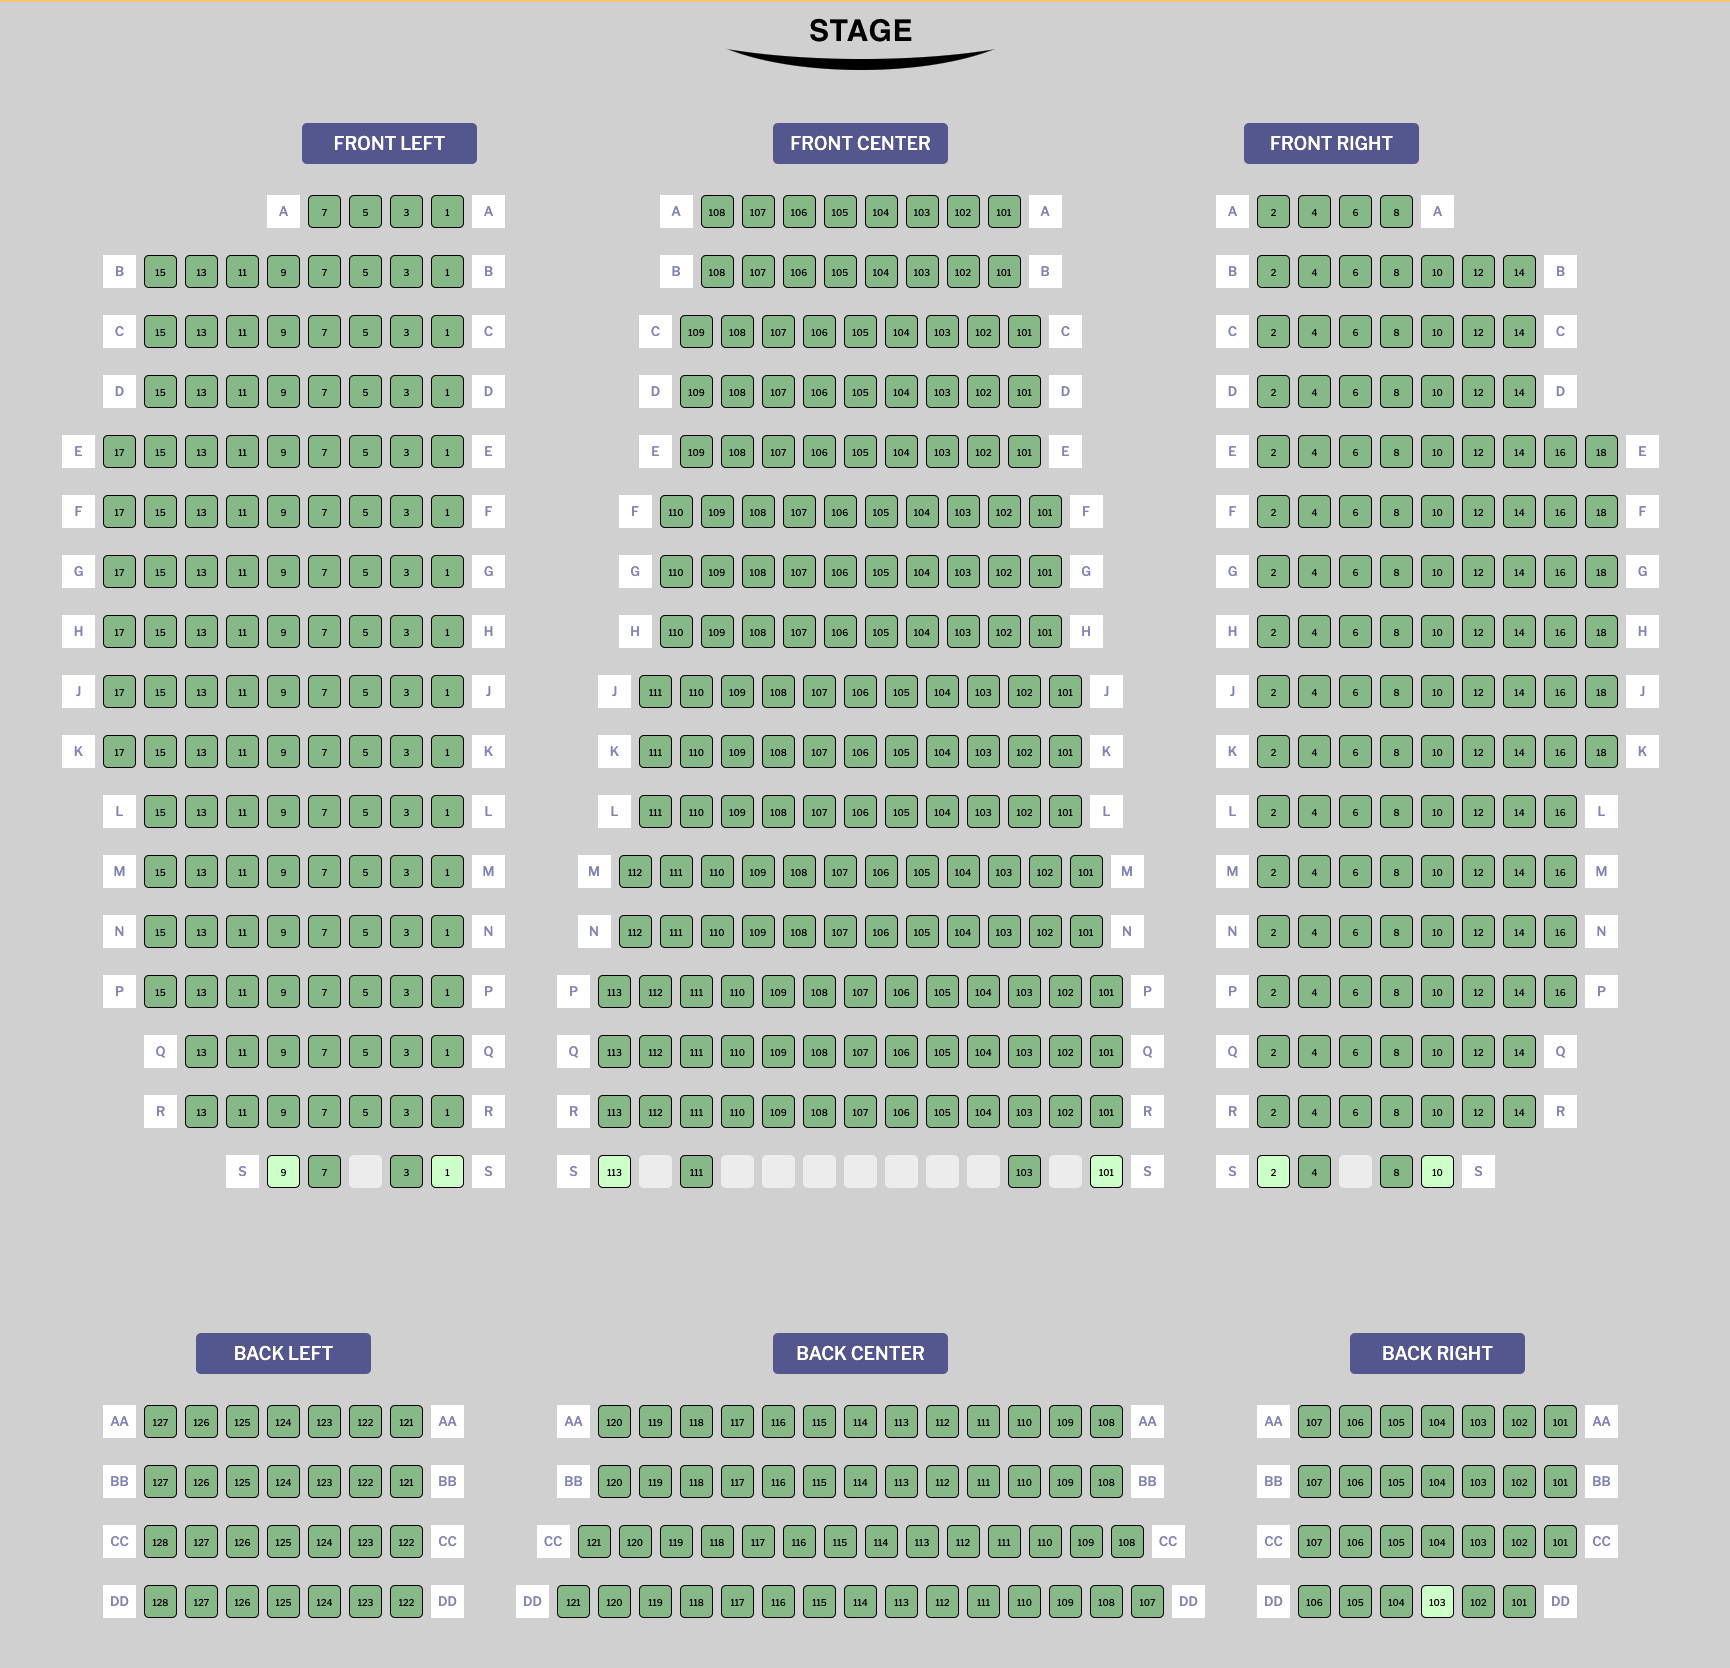 STAGE
FRONT LEFT FRONT CENTER FRONT RIGHT
A 7 5 3 1 A A 108 107 106 105 104 103 102 101 A A 2 4 6 8 A
B 15 13 11 9 7 5 3 1 B B 108 107 106 105 104 103 102 101 B B 2 4 6 8 10 12 14 B
C 15 13 11 9 7 5 3 1 C C 109 108 107 106 105 104 103 102 101 C C 2 4 6 8 10 12 14 C
D 15 13 11 9 7 5 3 1 D D 109 108 107 106 105 104 103 102 101 D D 2 4 6 8 10 12 14 D
E 17 15 13 11 9 7 5 3 1 E E 109 108 107 106 105 104 103 102 101 E E 2 4 6 8 10 12 14 16 18 E
F 17 15 13 11 9 7 5 3 1 F F 110 109 108 107 106 105 104 103 102 101 F F 2 4 6 8 10 12 14 16 18 F
G 17 15 13 11 9 7 5 3 1 G G 110 109 108 107 106 105 104 103 102 101 G G 2 4 6 8 10 12 14 16 18 G
H 17 15 13 11 9 7 5 3 1 H H 110 109 108 107 106 105 104 103 102 101 H H 2 4 6 8 10 12 14 16 18 H
J 17 15 13 11 9 7 5 3 1 J J 111 110 109 108 107 106 105 104 103 102 101 J J 2 4 6 8 10 12 14 16 18 J
K 17 15 13 11 9 7 5 3 1 K K 111 110 109 108 107 106 105 104 103 102 101 K K 2 4 6 8 10 12 14 16 18 K
L 15 13 11 9 7 5 3 1 L L 111 110 109 108 107 106 105 104 103 102 101 L L 2 4 6 8 10 12 14 16 L
M 15 13 11 9 7 5 3 1 M M 112 111 110 109 108 107 106 105 104 103 102 101 M M 2 4 6 8 10 12 14 16 M
N 15 13 11 9 7 5 3 1 N N 112 111 110 109 108 107 106 105 104 103 102 101 N N 2 4 6 8 10 12 14 16 N
P 15 13 11 9 7 5 3 1 P P 113 112 111 110 109 108 107 106 105 104 103 102 101 P P 2 4 6 8 10 12 14 16 P
Q 13 11 9 7 5 3 1 Q Q 113 112 111 110 109 108 107 106 105 104 103 102 101 Q Q 2 4 6 8 10 12 14 Q
R 13 11 9 7 5 3 1 R R 113 112 111 110 109 108 107 106 105 104 103 102 101 R R 2 4 6 8 10 12 14 R
S 9 7 3 1 S S 113 111 103 101 S S 2 4 8 10 S
BACK LEFT BACK CENTER BACK RIGHT
AA 127 126 125 124 123 122 121 AA AA 120 119 118 117 116 115 114 113 112 111 110 109 108 AA AA 107 106 105 104 103 102 101 AA
BB 127 126 125 124 123 122 121 BB BB 120 119 118 117 116 115 114 113 112 111 110 109 108 BB BB 107 106 105 104 103 102 101 BB
CC 128 127 126 125 124 123 122 CC CC 121 120 119 118 117 116 115 114 113 112 111 110 109 108 CC CC 107 106 105 104 103 102 101 CC
DD 128 127 126 125 124 123 122 DD DD 121 120 119 118 117 116 115 114 113 112 111 110 109 108 107 DD DD 106 105 104 103 102 101 DD